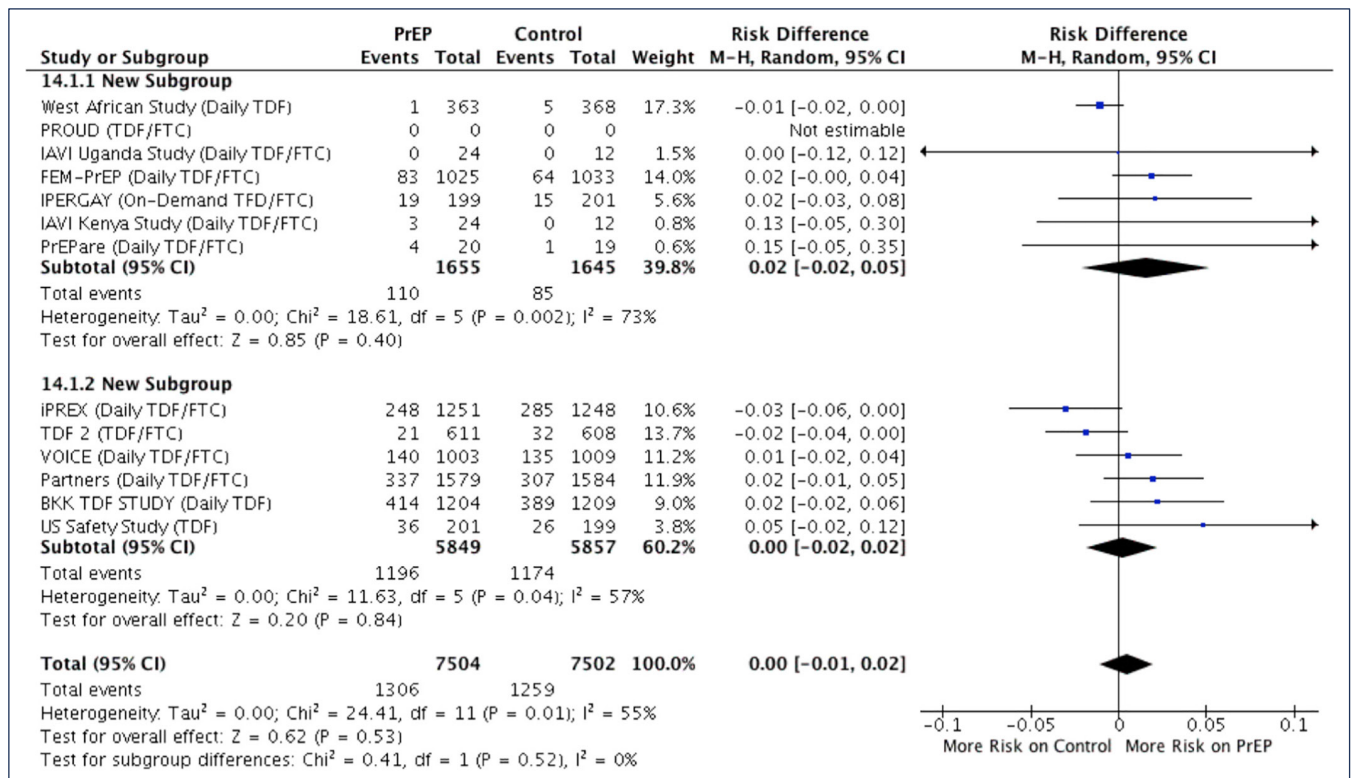 PrEP Control Risk Difference Risk Difference
Study or Subgroup Events Total Events Total Weight M-H, Random, 95% CI M-H, Random, 95% CI
14.1.1 New Subgroup
West African Study (Daily TDF) 1 363 5 368 17.3% -0.01 [-0.02, 0.00]
PROUD (TDF/FTC) 0 0 0 0 Not estimable
IAVI Uganda Study (Daily TDF/FTC) 0 24 0 12 1.5% 0.00 [-0.12, 0.12]
FEM-PrEP (Daily TDF/FTC) 83 1025 64 1033 14.0% 0.02 [-0.00, 0.04]
IPERGAY (On-Demand TFD/FTC) 19 199 15 201 5.6% 0.02 [-0.03, 0.08]
IAVI Kenya Study (Daily TDF/FTC) 3 24 0 12 0.8% 0.13 [-0.05, 0.30]
PrEPare (Daily TDF/FTC) 4 20 1 19 0.6% 0.15 [-0.05, 0.35]
Subtotal (95% CI) 1655 1645 39.8% 0.02 [-0.02, 0.05]
Total events 110 85
Heterogeneity: Tau² = 0.00; Chi² = 18.61, df = 5 (P = 0.002); I² = 73%
Test for overall effect: Z = 0.85 (P = 0.40)
14.1.2 New Subgroup
iPREX (Daily TDF/FTC) 248 1251 285 1248 10.6% -0.03 [-0.06, 0.00]
TDF 2 (TDF/FTC) 21 611 32 608 13.7% -0.02 [-0.04, 0.00]
VOICE (Daily TDF/FTC) 140 1003 135 1009 11.2% 0.01 [-0.02, 0.04]
Partners (Daily TDF/FTC) 337 1579 307 1584 11.9% 0.02 [-0.01, 0.05]
BKK TDF STUDY (Daily TDF) 414 1204 389 1209 9.0% 0.02 [-0.02, 0.06]
US Safety Study (TDF) 36 201 26 199 3.8% 0.05 [-0.02, 0.12]
Subtotal (95% CI) 5849 5857 60.2% 0.00 [-0.02, 0.02]
Total events 1196 1174
Heterogeneity: Tau² = 0.00; Chi² = 11.63, df = 5 (P = 0.04); I² = 57%
Test for overall effect: Z = 0.20 (P = 0.84)
Total (95% CI) 7504 7502 100.0% 0.00 [-0.01, 0.02]
Total events 1306 1259
Heterogeneity: Tau² = 0.00; Chi² = 24.41, df = 11 (P = 0.01); I² = 55%
Test for overall effect: Z = 0.62 (P = 0.53)
Test for subgroup differences: Chi² = 0.41, df = 1 (P = 0.52), I² = 0%
-0.1 -0.05 0 0.05 0.1
More Risk on Control More Risk on PrEP